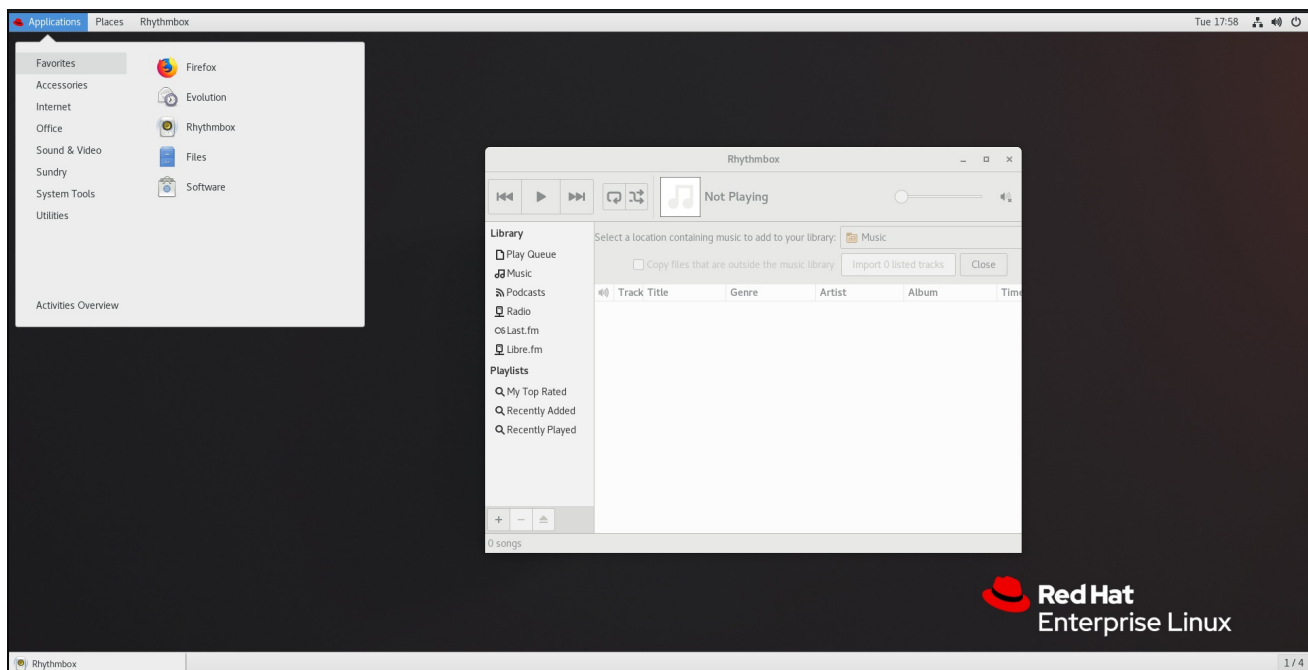 Applications Places Rhythmbox Tue 17:58
Favorites
Accessories
Internet
Office
Sound & Video
Sundry
System Tools
Utilities
Activities Overview
Firefox
Evolution
Rhythmbox
Files
Software
Rhythmbox
Not Playing
Library
Play Queue
Music
Podcasts
Radio
Last.fm
Libre.fm
Playlists
My Top Rated
Recently Added
Recently Played
Select a location containing music to add to your library: Music
Copy files that are outside the music library Import 0 listed tracks Close
Track Title Genre Artist Album Time
0 songs
Red Hat
Enterprise Linux
Rhythmbox 1 / 4